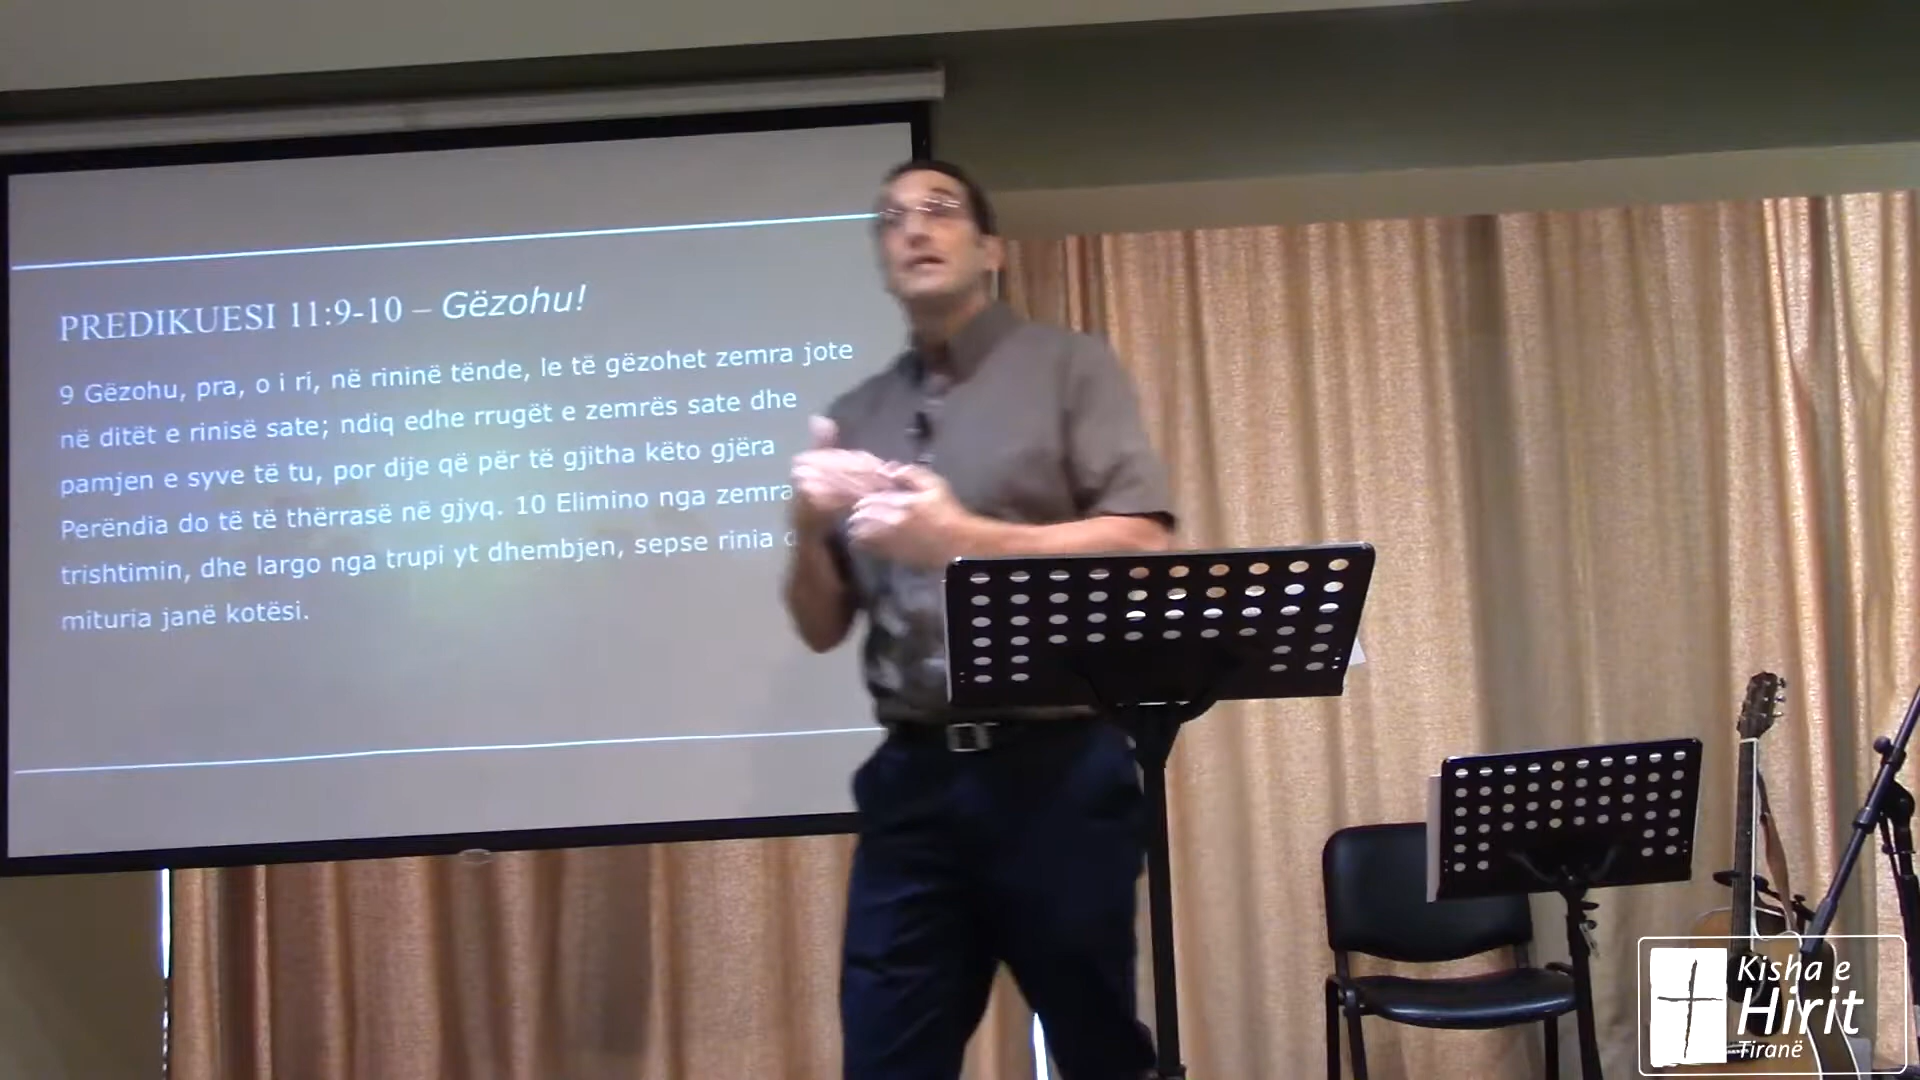 PREDIKUESI 11:9-10 – Gëzohu!
9 Gëzohu, pra, o i ri, në rininë tënde, le të gëzohet zemra jote
në ditët e rinisë sate; ndiq edhe rrugët e zemrës sate dhe
pamjen e syve të tu, por dije që për të gjitha këto gjëra
Perëndia do të të thërrasë në gjyq. 10 Elimino nga zemra
trishtimin, dhe largo nga trupi yt dhembjen, sepse rinia
mituria janë kotësi.
Kisha e
Hirit
Tiranë